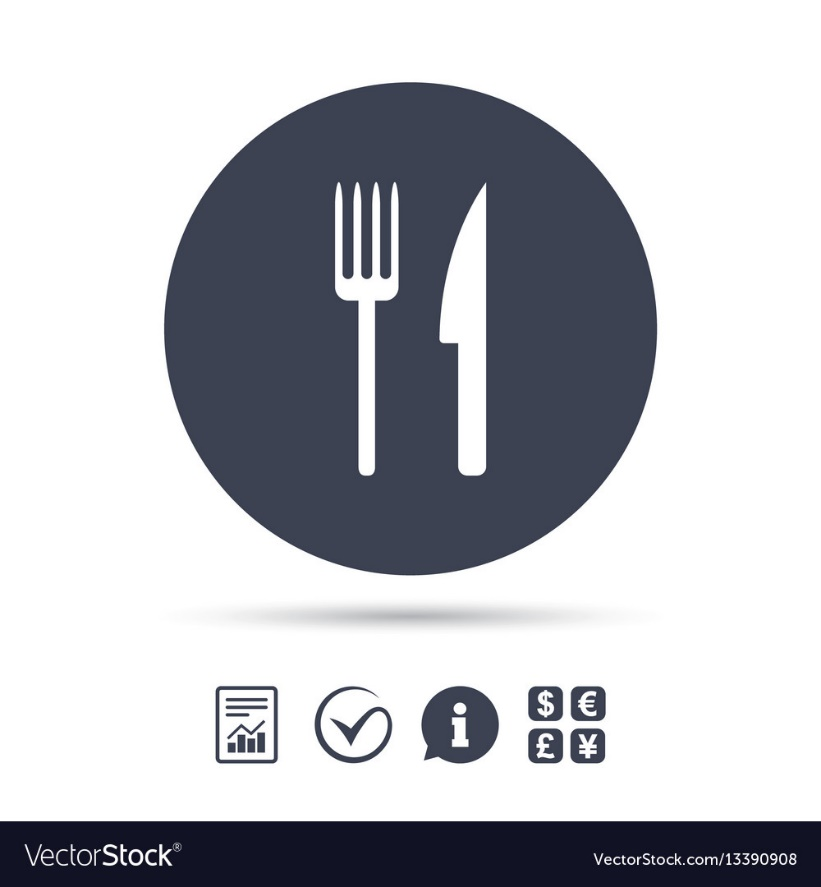 i
$ €
£ ¥
VectorStock®
VectorStock.com/13390908